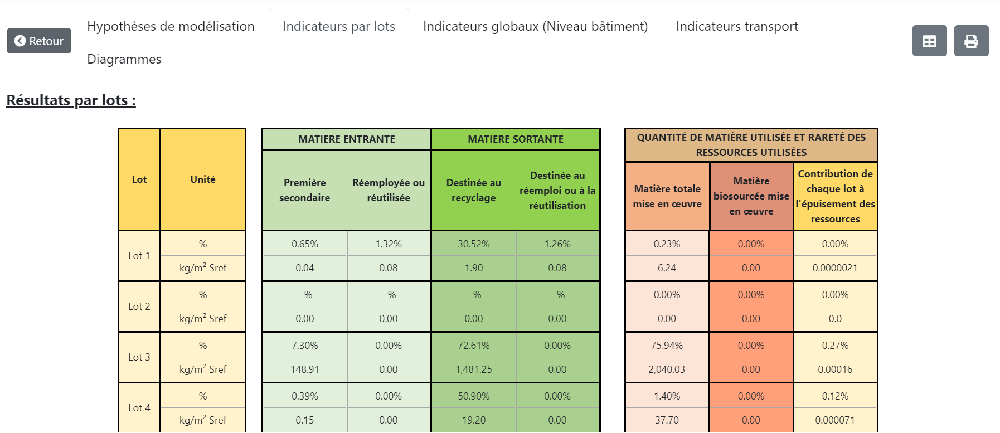 Retour
Hypothèses de modélisation
Indicateurs par lots
Indicateurs globaux (Niveau bâtiment)
Indicateurs transport
Diagrammes
Résultats par lots :
Lot
Unité
MATIERE ENTRANTE
MATIERE SORTANTE
QUANTITÉ DE MATIÈRE UTILISÉE ET RARETÉ DES
RESSOURCES UTILISÉES
Première
secondaire
Réemployée ou
réutilisée
Destinée au
recyclage
Destinée au
réemploi ou à la
réutilisation
Matière totale
mise en œuvre
Matière
biosourcée mise
en œuvre
Contribution de
chaque lot à
l'épuisement des
ressources
Lot 1
% 0.65% 1.32% 30.52% 1.26% 0.23% 0.00% 0.00%
kg/m² Sref 0.04 0.08 1.90 0.08 6.24 0.00 0.0000021
Lot 2
% - % - % - % - % 0.00% 0.00% 0.00%
kg/m² Sref 0.00 0.00 0.00 0.00 0.00 0.00 0.0
Lot 3
% 7.30% 0.00% 72.61% 0.00% 75.94% 0.00% 0.27%
kg/m² Sref 148.91 0.00 1,481.25 0.00 2,040.03 0.00 0.00016
Lot 4
% 0.39% 0.00% 50.90% 0.00% 1.40% 0.00% 0.12%
kg/m² Sref 0.15 0.00 19.20 0.00 37.70 0.00 0.000071